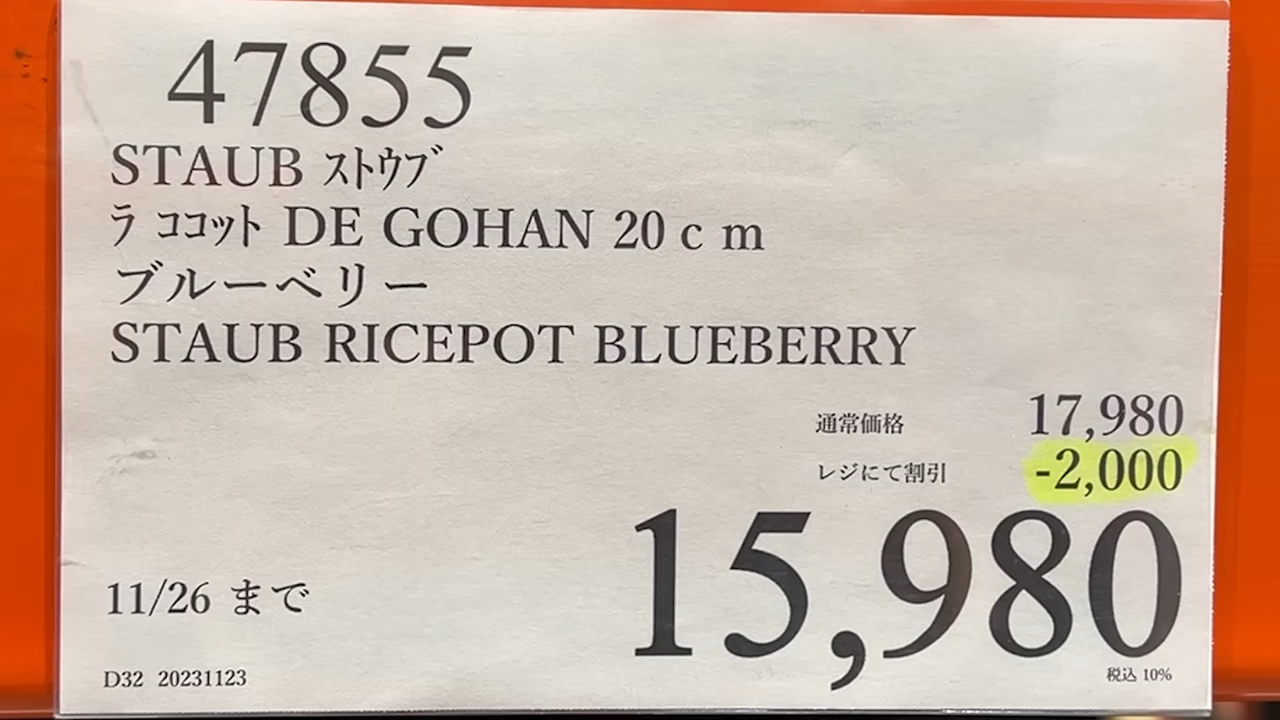 47855
STAUB ｽﾄｳﾌﾞ
ﾗ ｺｺｯﾄ DE GOHAN 20ｃｍ
ブルーベリー
STAUB RICEPOT BLUEBERRY
通常価格 17,980
レジにて割引 -2,000
15,980
11/26 まで
D32 20231123
税込 10%